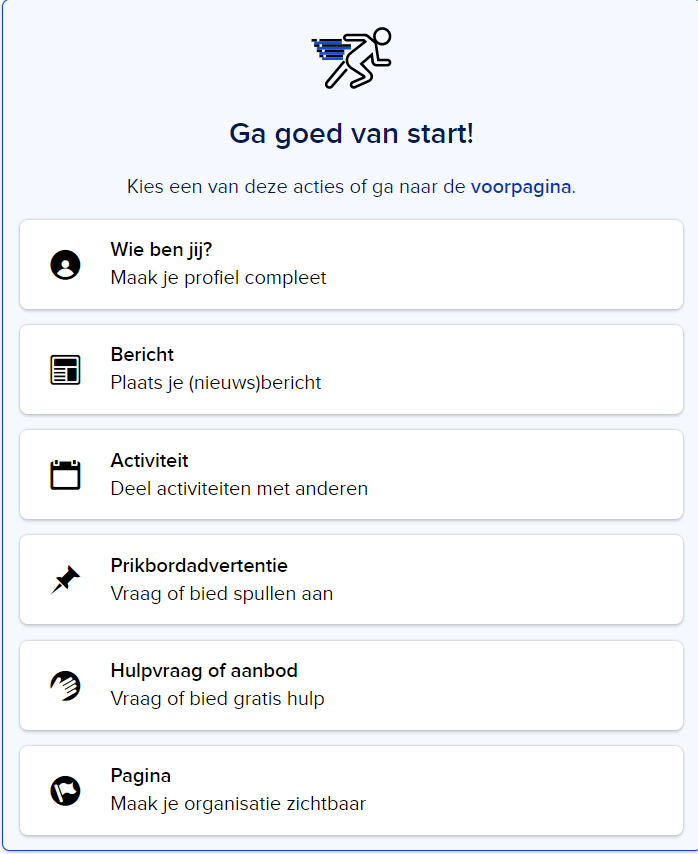 Ga goed van start!
Kies een van deze acties of ga naar de voorpagina.
Wie ben jij?
Maak je profiel compleet
Bericht
Plaats je (nieuws)bericht
Activiteit
Deel activiteiten met anderen
Prikbordadvertentie
Vraag of bied spullen aan
Hulpvraag of aanbod
Vraag of bied gratis hulp
Pagina
Maak je organisatie zichtbaar